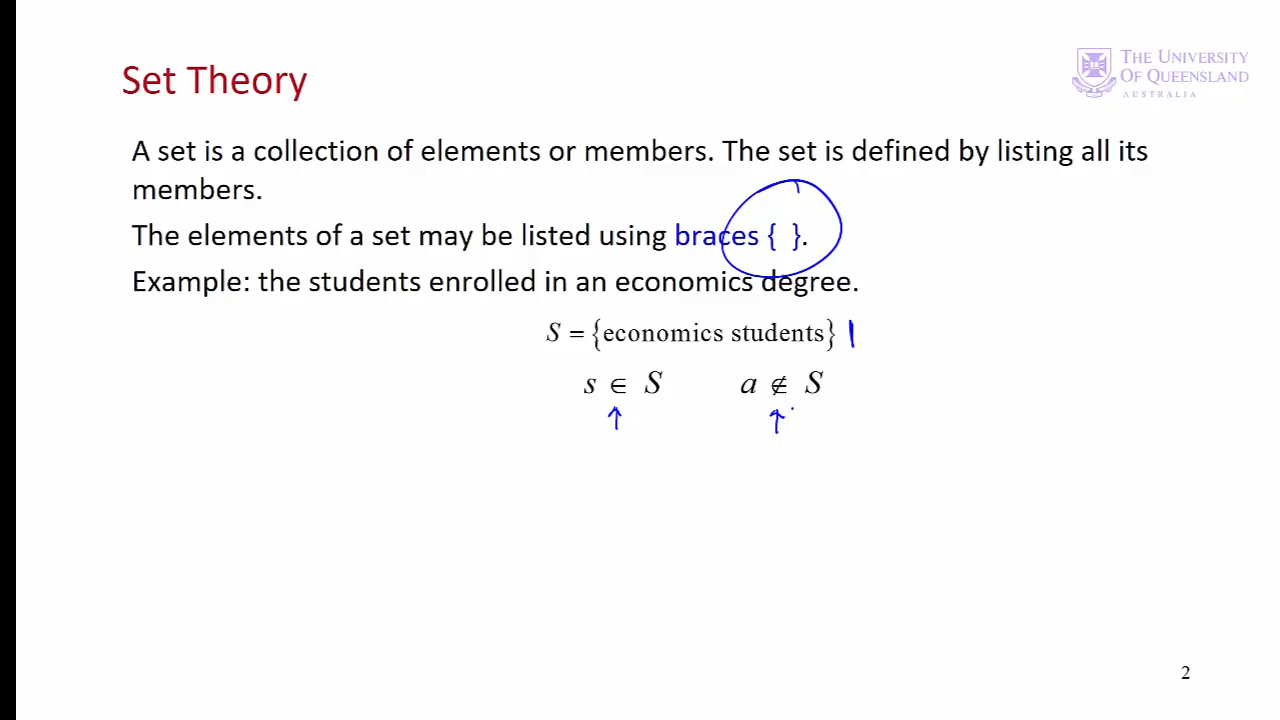 Set Theory
THE UNIVERSITY
OF QUEENSLAND
AUSTRALIA
A set is a collection of elements or members. The set is defined by listing all its
members.
The elements of a set may be listed using braces { }.
Example: the students enrolled in an economics degree.
S = {economics students}
s ∈ S a ∉ S
2